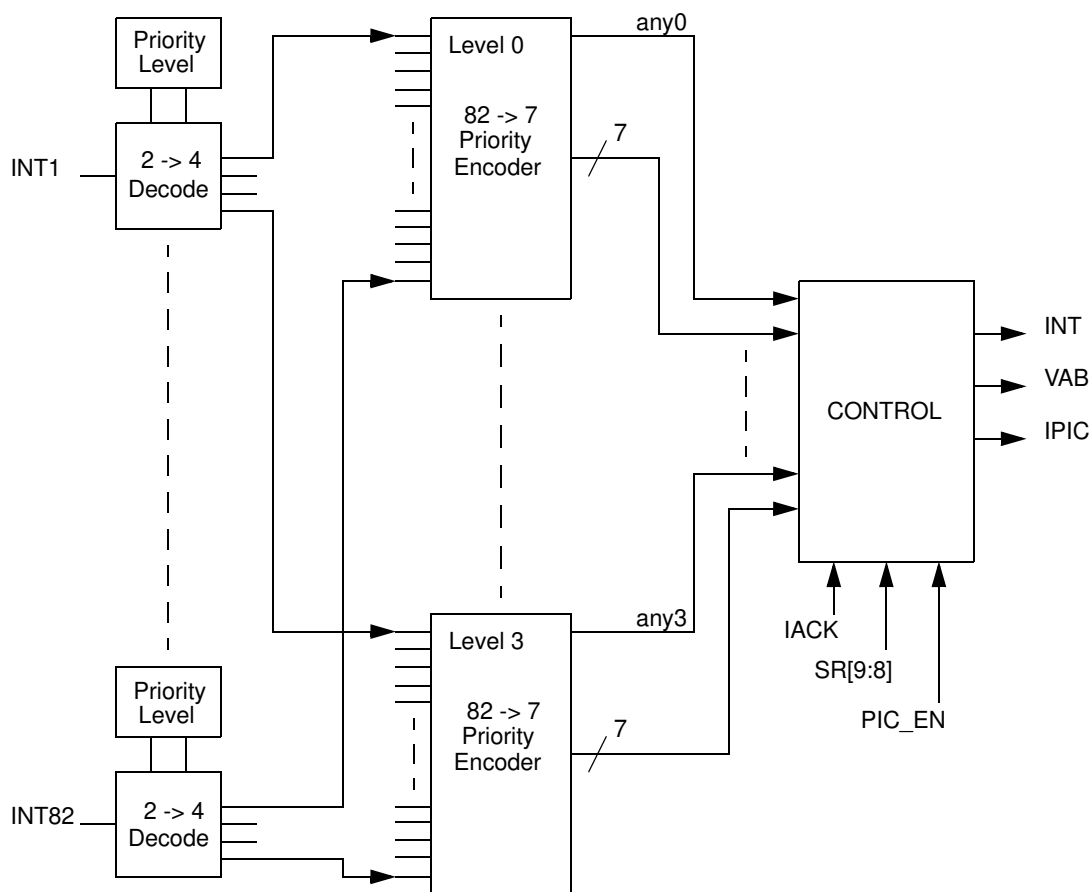 Priority
Level
2 -> 4
Decode
INT1
Level 0
82 -> 7
Priority
Encoder
any0
7
CONTROL
INT
VAB
IPIC
IACK
SR[9:8]
PIC_EN
Priority
Level
2 -> 4
Decode
INT82
Level 3
82 -> 7
Priority
Encoder
any3
7